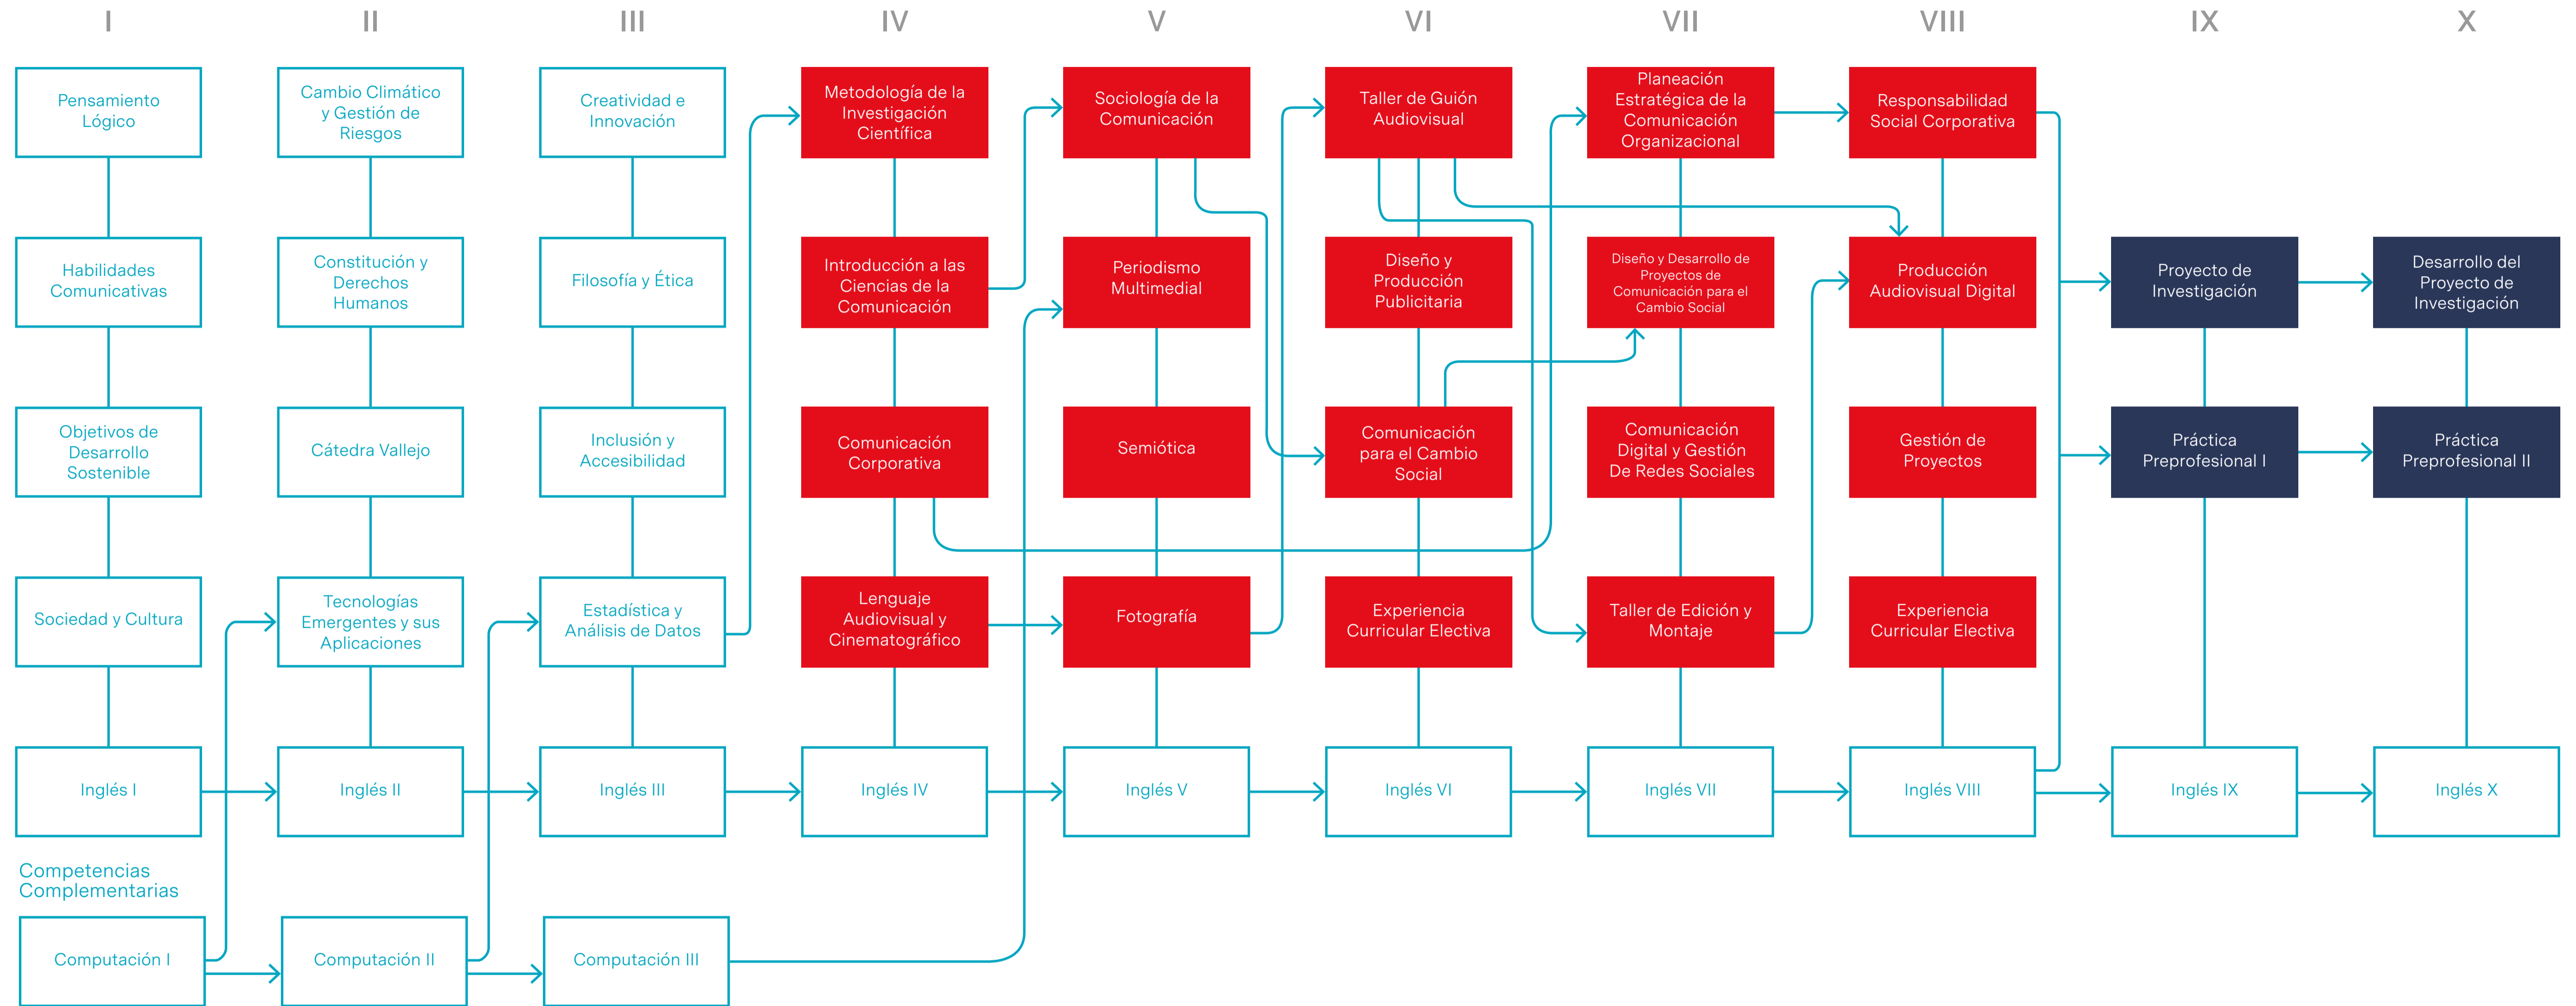 I
II
III
IV
V
VI
VII
VIII
IX
X
Pensamiento
Lógico
Habilidades
Comunicativas
Objetivos de
Desarrollo
Sostenible
Sociedad y Cultura
Inglés I
Competencias
Complementarias
Computación I
Cambio Climático
y Gestión de
Riesgos
Constitución y
Derechos
Humanos
Cátedra Vallejo
Tecnologías
Emergentes y sus
Aplicaciones
Inglés II
Computación II
Creatividad e
Innovación
Filosofía y Ética
Inclusión y
Accesibilidad
Estadística y
Análisis de Datos
Inglés III
Computación III
Metodología de la
Investigación
Científica
Introducción a las
Ciencias de la
Comunicación
Comunicación
Corporativa
Lenguaje
Audiovisual y
Cinematográfico
Inglés IV
Sociología de la
Comunicación
Periodismo
Multimedial
Semiótica
Fotografía
Inglés V
Taller de Guión
Audiovisual
Diseño y
Producción
Publicitaria
Comunicación
para el Cambio
Social
Experiencia
Curricular Electiva
Inglés VI
Planeación
Estratégica de la
Comunicación
Organizacional
Diseño y Desarrollo de
Proyectos de
Comunicación para el
Cambio Social
Comunicación
Digital y Gestión
De Redes Sociales
Taller de Edición y
Montaje
Inglés VII
Responsabilidad
Social Corporativa
Producción
Audiovisual Digital
Gestión de
Proyectos
Experiencia
Curricular Electiva
Inglés VIII
Proyecto de
Investigación
Práctica
Preprofesional I
Inglés IX
Desarrollo del
Proyecto de
Investigación
Práctica
Preprofesional II
Inglés X